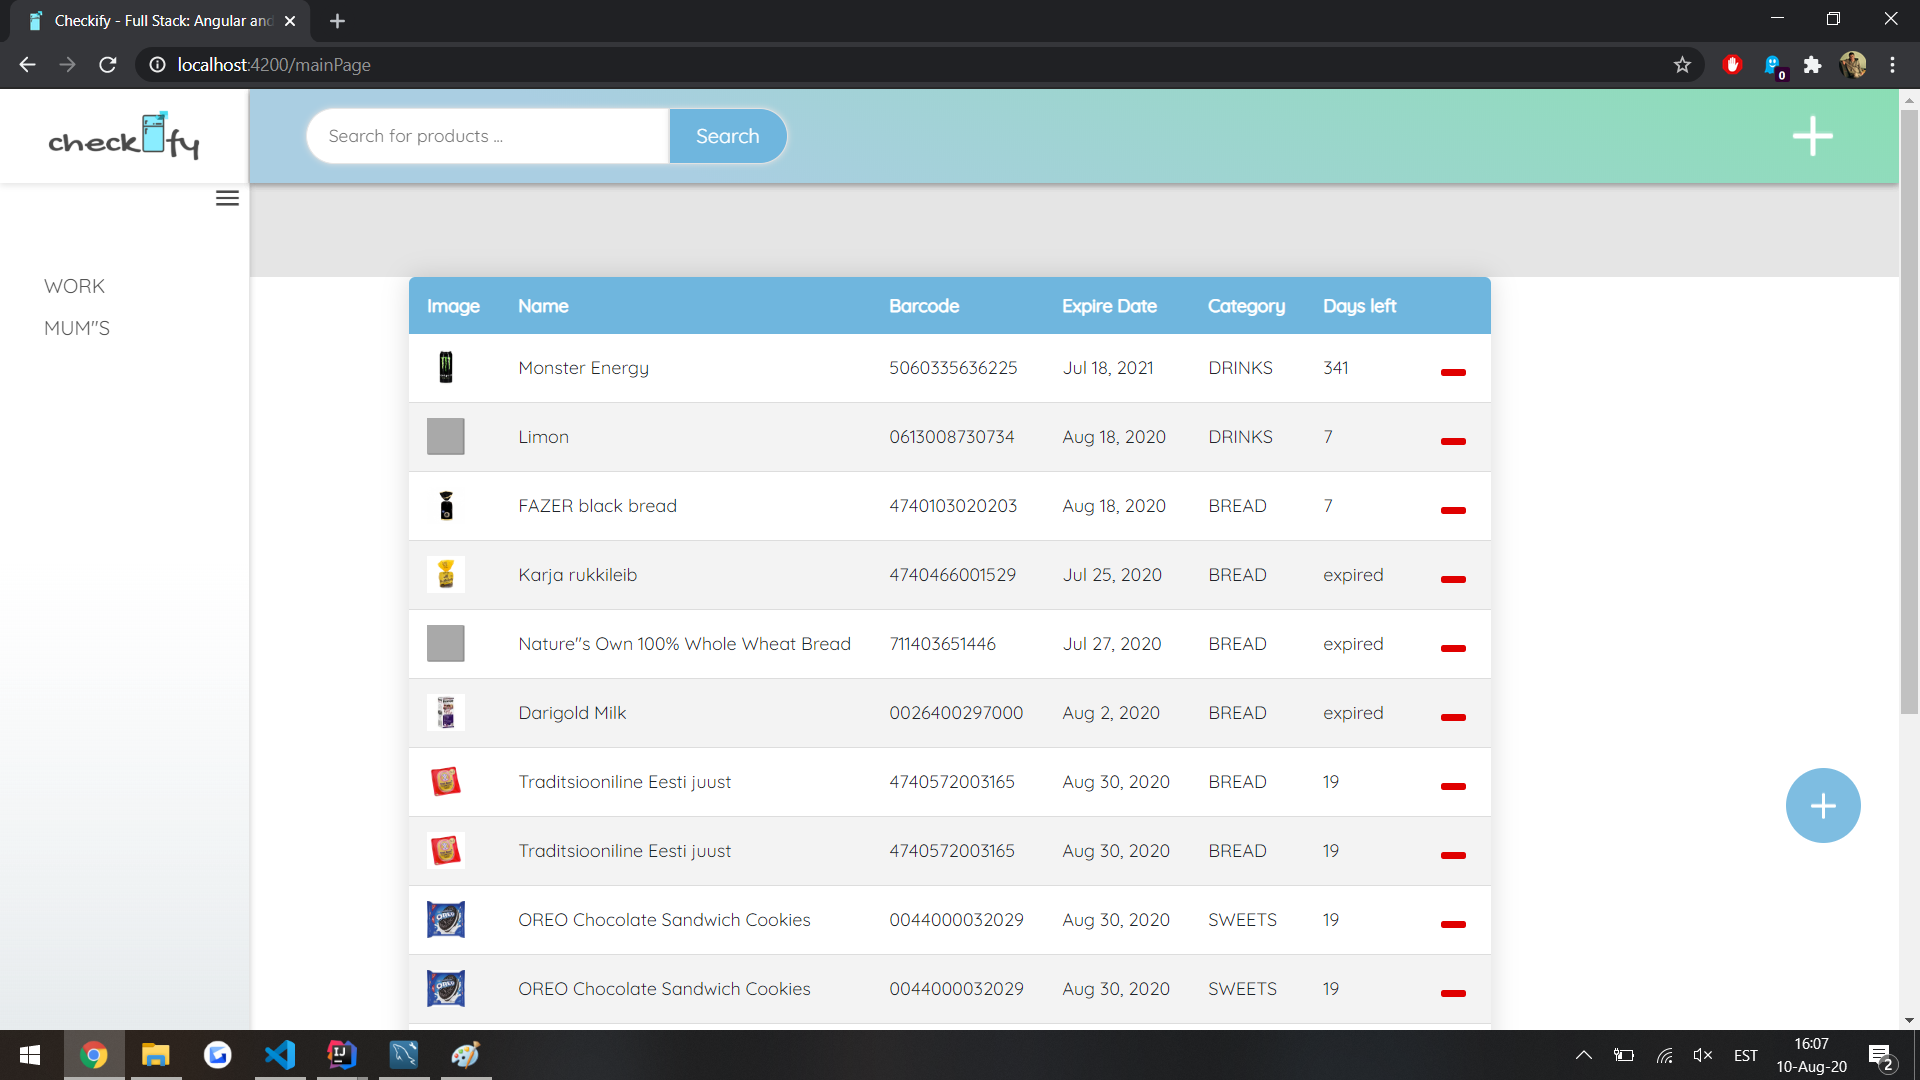 Checkify - Full Stack: Angular and
localhost:4200/mainPage
0
checkify
Search for products ...
Search
WORK
MUM"S
Image Name Barcode Expire Date Category Days left
Monster Energy 5060335636225 Jul 18, 2021 DRINKS 341
Limon 0613008730734 Aug 18, 2020 DRINKS 7
FAZER black bread 4740103020203 Aug 18, 2020 BREAD 7
Karja rukkileib 4740466001529 Jul 25, 2020 BREAD expired
Nature"s Own 100% Whole Wheat Bread 711403651446 Jul 27, 2020 BREAD expired
Darigold Milk 0026400297000 Aug 2, 2020 BREAD expired
Traditsiooniline Eesti juust 4740572003165 Aug 30, 2020 BREAD 19
Traditsiooniline Eesti juust 4740572003165 Aug 30, 2020 BREAD 19
OREO Chocolate Sandwich Cookies 0044000032029 Aug 30, 2020 SWEETS 19
OREO Chocolate Sandwich Cookies 0044000032029 Aug 30, 2020 SWEETS 19
EST
16:07
10-Aug-20
2